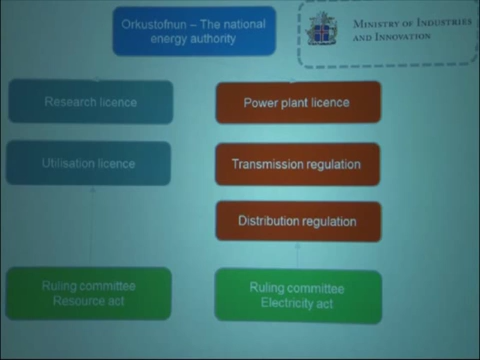 Orkustofnun – The national
energy authority
MINISTRY OF INDUSTRIES
AND INNOVATION
Research licence
Power plant licence
Utilisation licence
Transmission regulation
Distribution regulation
Ruling committee
Resource act
Ruling committee
Electricity act